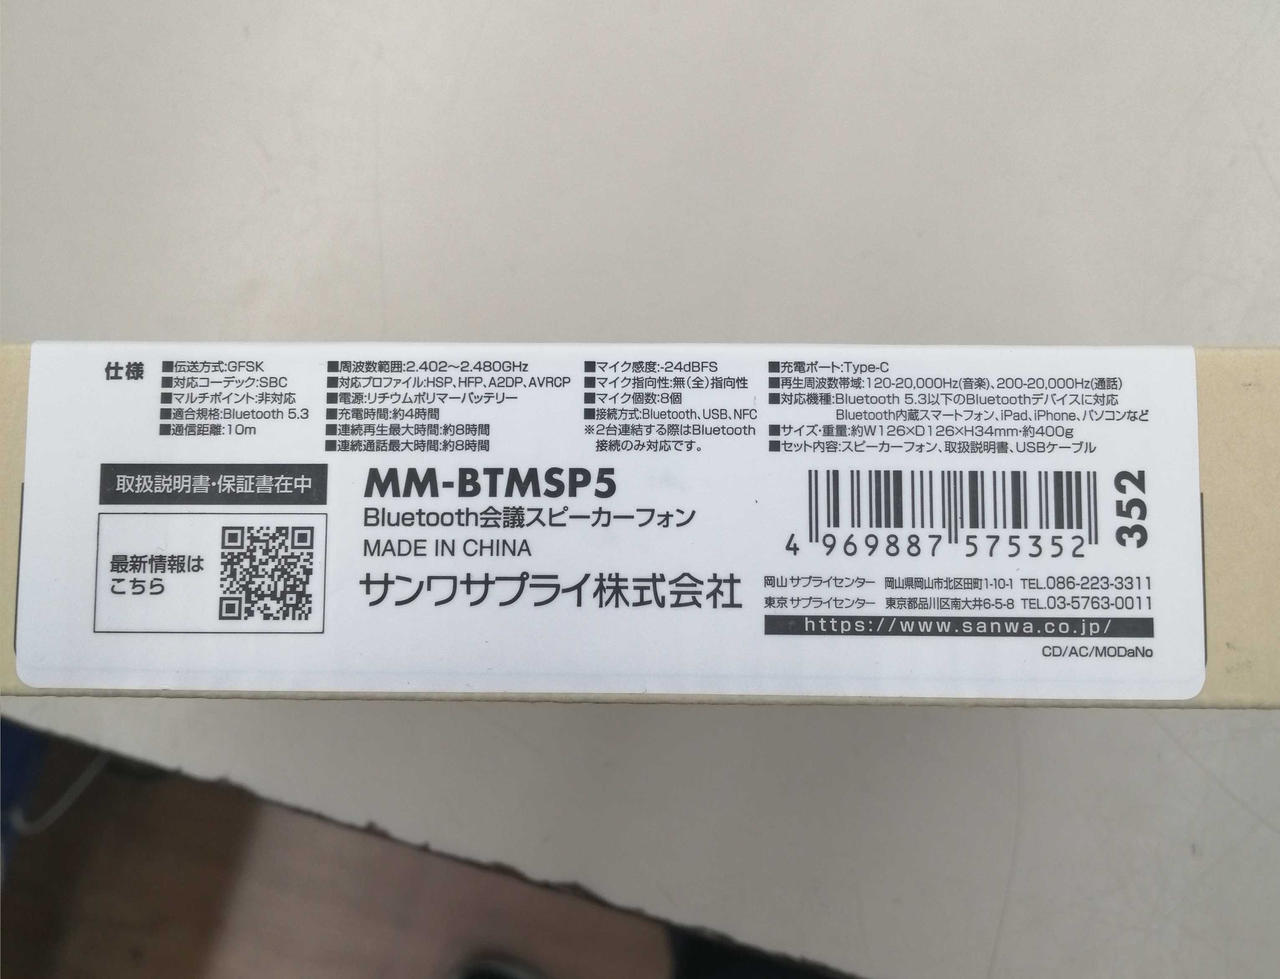 仕様
■伝送方式:GFSK
■対応コーデック:SBC
■マルチポイント:非対応
■適合規格:Bluetooth 5.3
■通信距離:10m
■周波数範囲:2.402～2.480GHz
■対応プロファイル:HSP、HFP、A2DP、AVRCP
■電源:リチウムポリマーバッテリー
■充電時間:約4時間
■連続再生最大時間:約8時間
■連続通話最大時間:約8時間
■マイク感度:-24dBFS
■マイク指向性:無(全)指向性
■マイク個数:8個
■接続方式:Bluetooth、USB、NFC
※2台連結する際はBluetooth
接続のみ対応です。
■充電ポート:Type-C
■再生周波数帯域:120-20,000Hz(音楽)、200-20,000Hz(通話)
■対応機種:Bluetooth 5.3以下のBluetoothデバイスに対応
Bluetooth内蔵スマートフォン、iPad、iPhone、パソコンなど
■サイズ・重量:約W126×D126×H34mm・約400g
■セット内容:スピーカーフォン、取扱説明書、USBケーブル
取扱説明書・保証書在中
最新情報は
こちら
MM-BTMSP5
Bluetooth会議スピーカーフォン
MADE IN CHINA
サンワサプライ株式会社
4 969887 575352
352
岡山サプライセンター 岡山県岡山市北区田町1-10-1 TEL.086-223-3311
東京サプライセンター 東京都品川区南大井6-5-8 TEL.03-5763-0011
https://www.sanwa.co.jp/
CD/AC/MODaNo